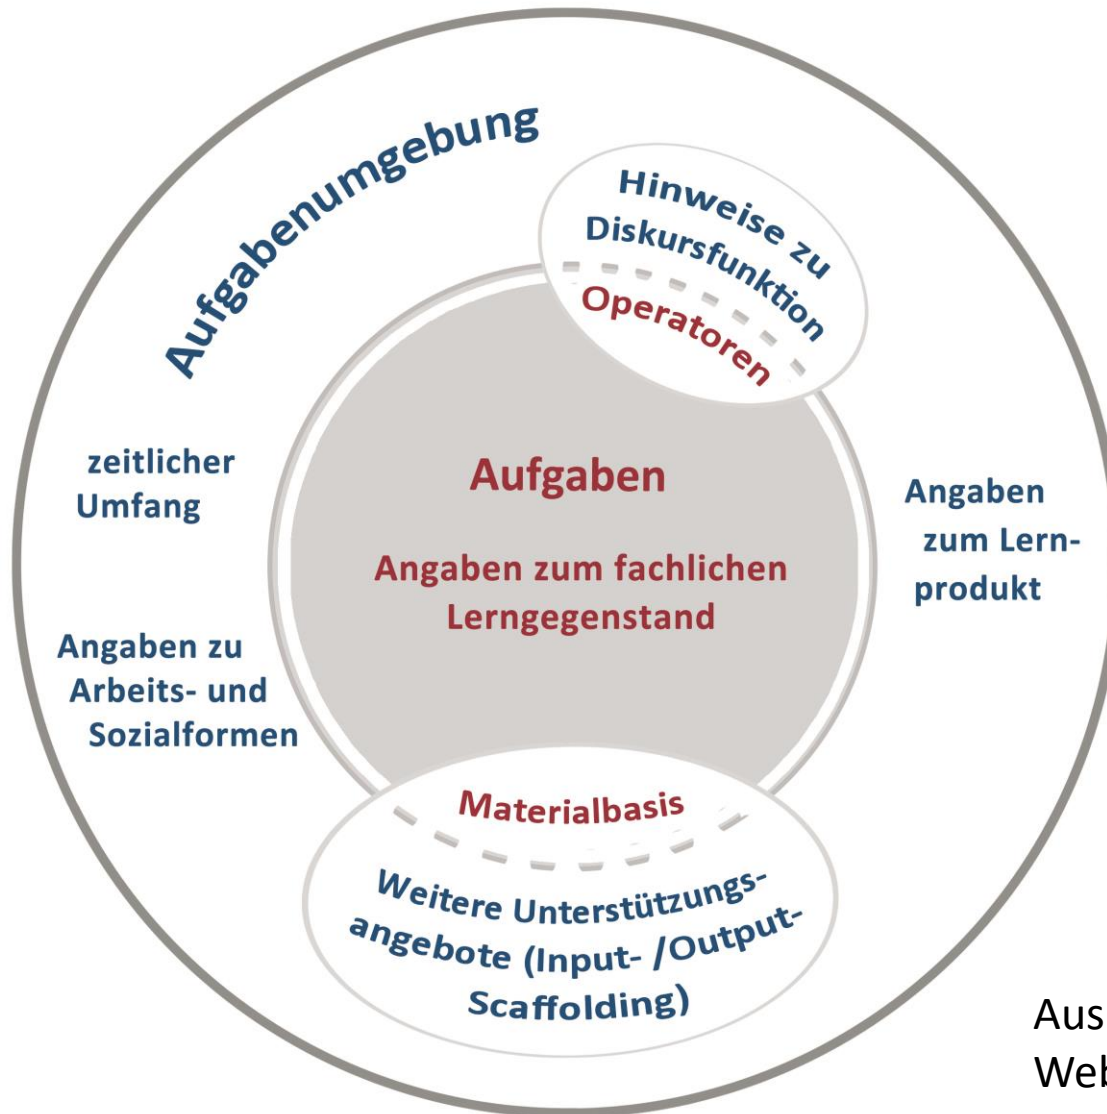 Aufgabenumgebung
Hinweise zu
Diskursfunktion
Operatoren
zeitlicher
Umfang
Aufgaben
Angaben zum fachlichen
Lerngegenstand
Angaben
zum Lern-
produkt
Angaben zu
Arbeits- und
Sozialformen
Materialbasis
Weitere Unterstützungs-
angebote (Input- /Output-
Scaffolding)
Aus